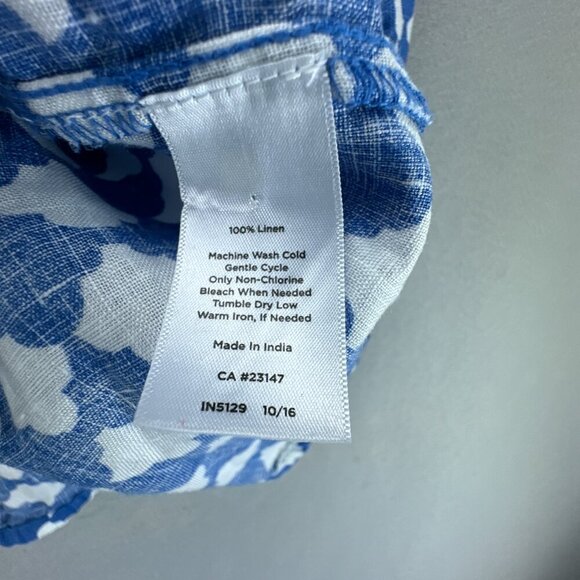 100% Linen
Machine Wash Cold
Gentle Cycle
Only Non-Chlorine
Bleach When Needed
Tumble Dry Low
Warm Iron, If Needed
Made In India
CA #23147
IN5129 10/16